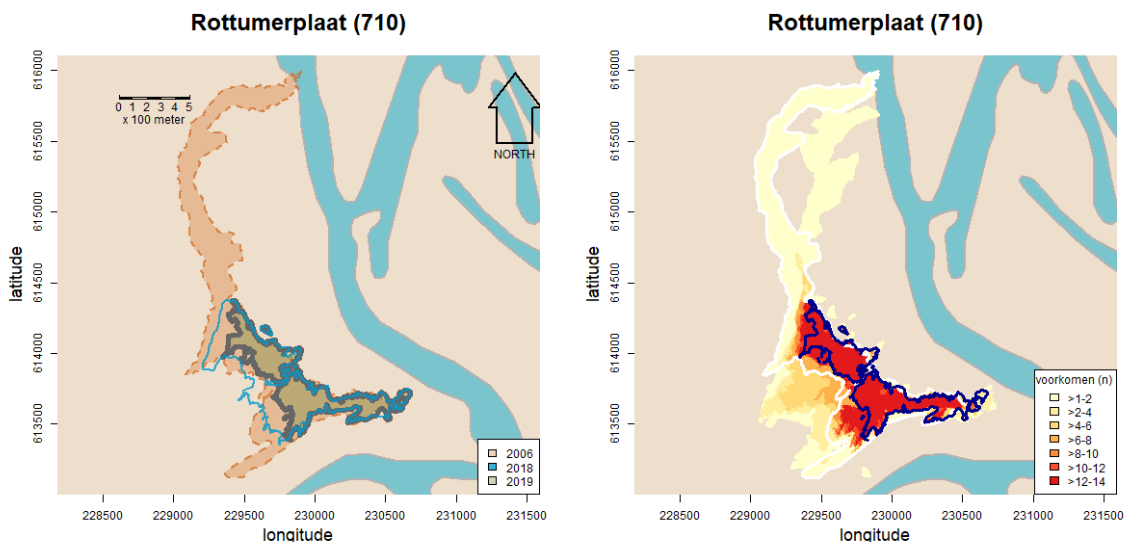 Rottumerplaat (710)
616000
615500
615000
614500
614000
613500
latitude
0 1 2 3 4 5
x 100 meter
NORTH
2006
2018
2019
228500 229000 229500 230000 230500 231000 231500
longitude
Rottumerplaat (710)
616000
615500
615000
614500
614000
613500
latitude
voorkomen (n)
>1-2
>2-4
>4-6
>6-8
>8-10
>10-12
>12-14
228500 229000 229500 230000 230500 231000 231500
longitude